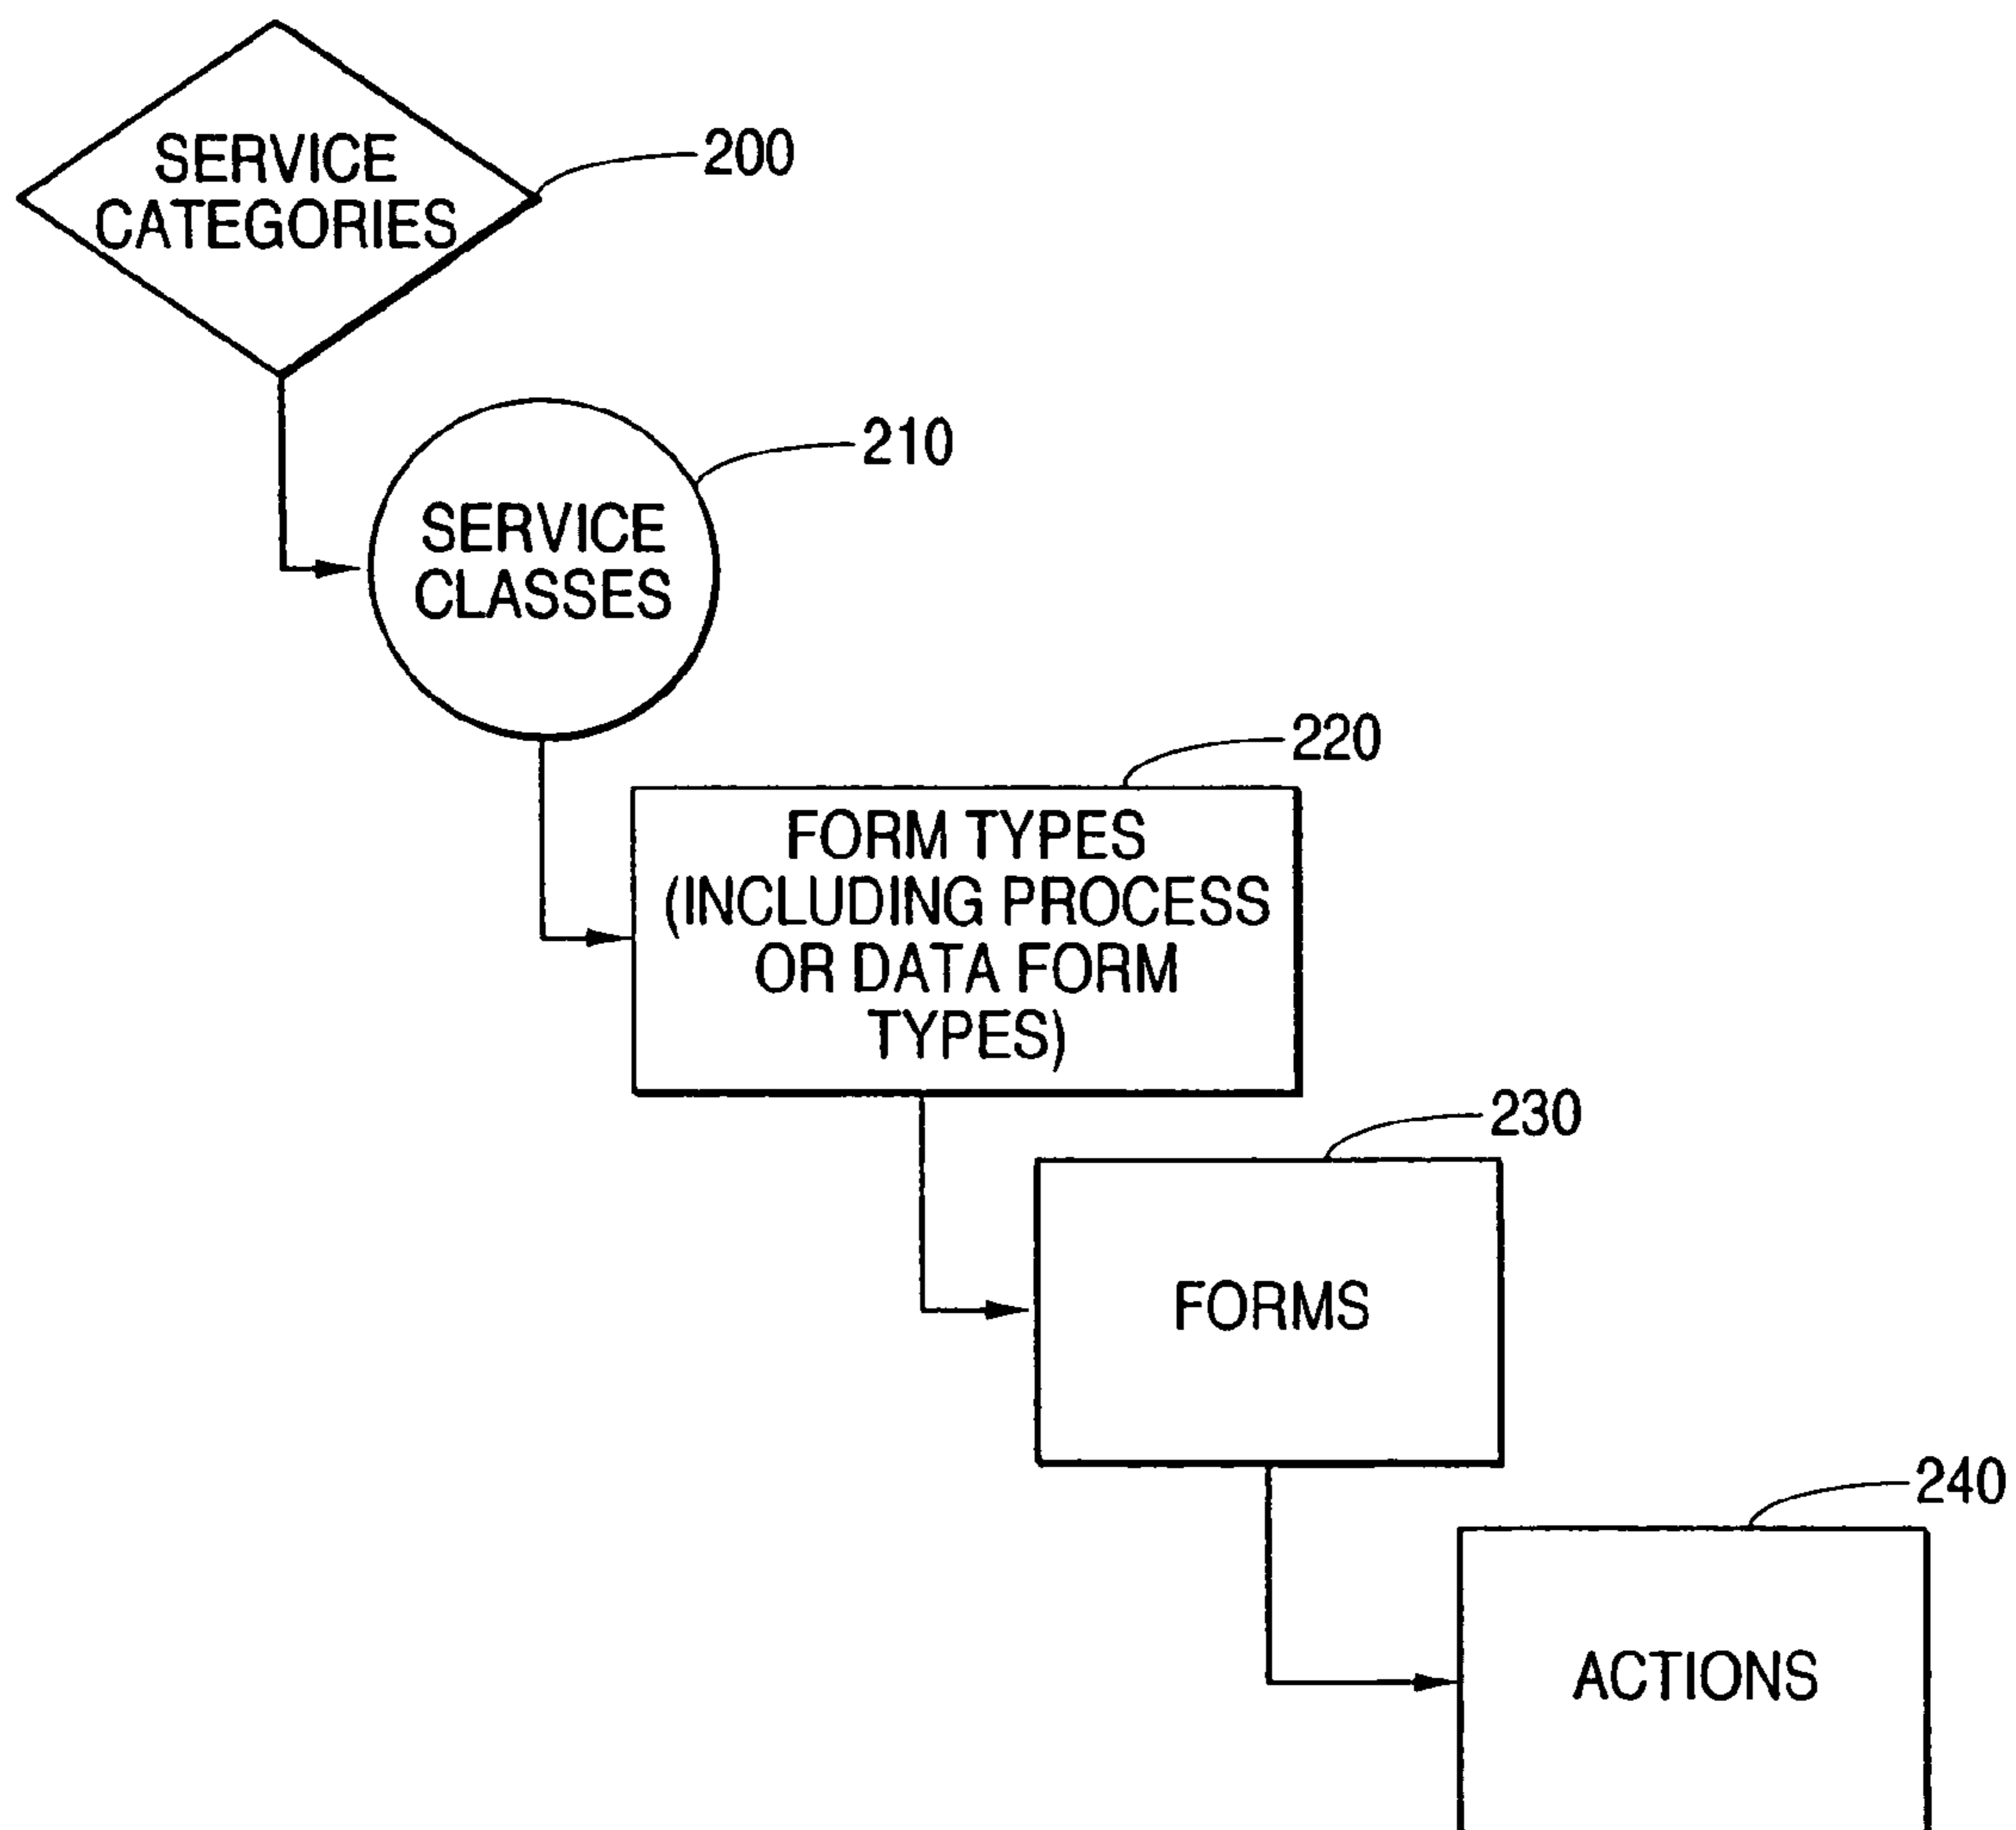 SERVICE
CATEGORIES
200
SERVICE
CLASSES
210
FORM TYPES
(INCLUDING PROCESS
OR DATA FORM
TYPES)
220
FORMS
230
ACTIONS
240